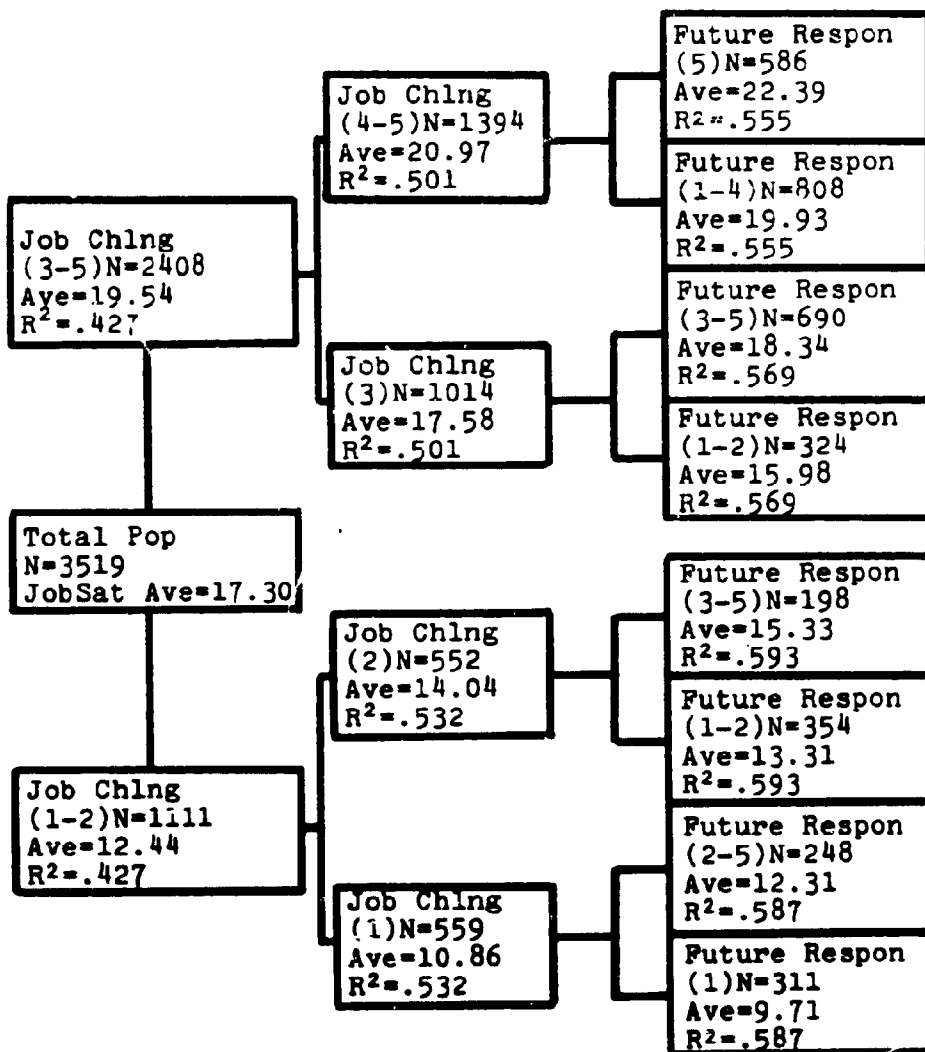 Job Chlng
(3-5)N=2408
Ave=19.54
R²=.427
Total Pop
N=3519
JobSat Ave=17.30
Job Chlng
(1-2)N=1111
Ave=12.44
R²=.427
Job Chlng
(4-5)N=1394
Ave=20.97
R²=.501
Job Chlng
(3)N=1014
Ave=17.58
R²=.501
Job Chlng
(2)N=552
Ave=14.04
R²=.532
Job Chlng
(1)N=559
Ave=10.86
R²=.532
Future Respon
(5)N=586
Ave=22.39
R²=.555
Future Respon
(1-4)N=808
Ave=19.93
R²=.555
Future Respon
(3-5)N=690
Ave=18.34
R²=.569
Future Respon
(1-2)N=324
Ave=15.98
R²=.569
Future Respon
(3-5)N=198
Ave=15.33
R²=.593
Future Respon
(1-2)N=354
Ave=13.31
R²=.593
Future Respon
(2-5)N=248
Ave=12.31
R²=.587
Future Respon
(1)N=311
Ave=9.71
R²=.587